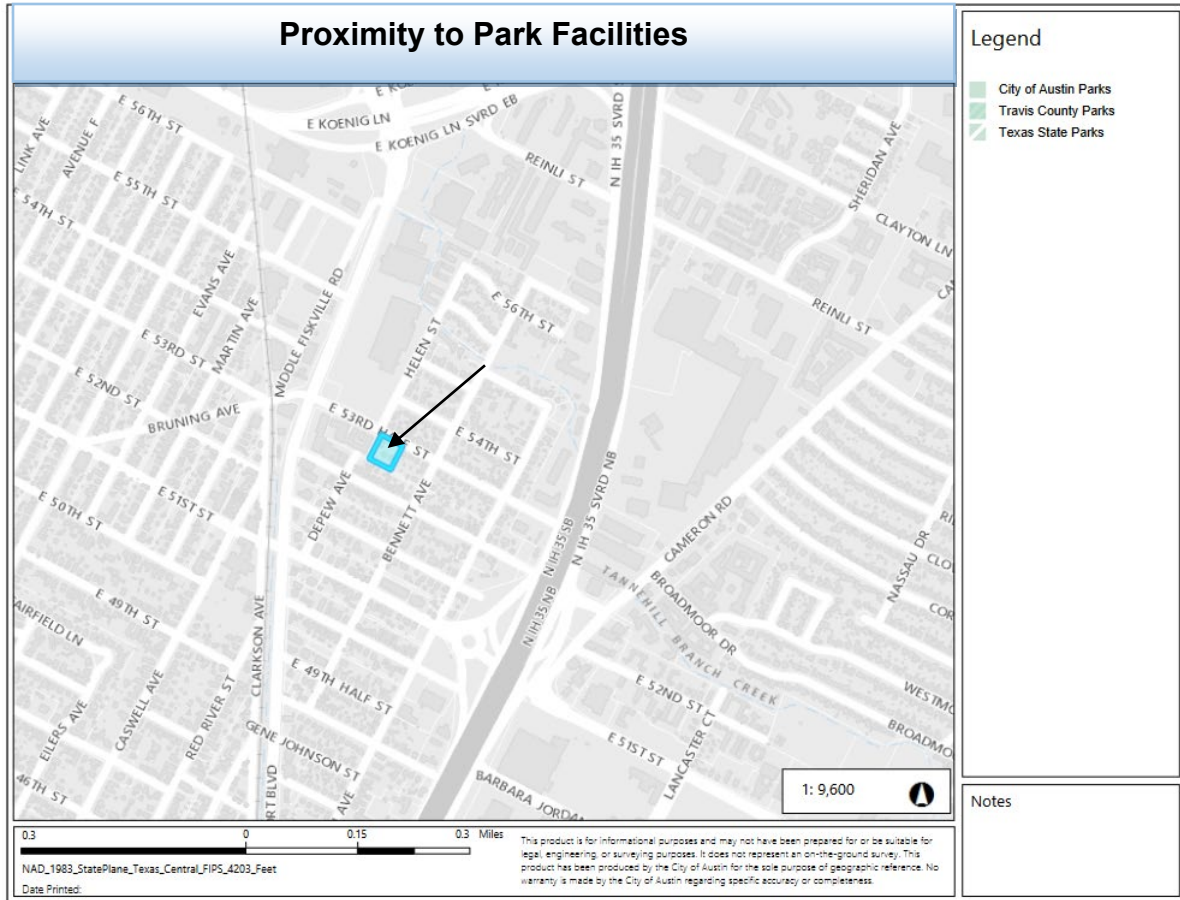 Proximity to Park Facilities
Legend
City of Austin Parks
Travis County Parks
Texas State Parks
E KOENIG LN
E KOENIG LN SVRD EB
E 56TH ST
LINK AVE
AVENUE F
E 55TH ST
E 54TH ST
EVANS AVE
MARTIN AVE
E 53RD ST
E 52ND ST
BRUNING AVE
MIDDLE FISKVILLE RD
REINLI ST
N IH 35 SVRD
SHERIDAN AVE
CLAYTON LN
REINLI ST
E 56TH ST
HELEN ST
E 53RD HALF ST
E 54TH ST
DEPEW AVE
BENNETT AVE
E 51ST ST
E 50TH ST
E 49TH ST
AIRFIELD LN
CLARKSON AVE
N IH 35 SB
N IH 35 NB
N IH 35 SVRD NB
CAMERON RD
NASSAU DR
TANNEHILL BRANCH CREEK
BROADMOOR DR
WESTMO
BROADMO
E 49TH HALF ST
EILERS AVE
CASWELL AVE
RED RIVER ST
GENE JOHNSON ST
46TH ST
RT BLVD
AVE
E 52ND ST
E 51ST ST
LANCASTER CT
BARBARA JORDA
COR
CLO
RI
CA
1: 9,600
Notes
0.3 0 0.15 0.3 Miles
NAD_1983_StatePlane_Texas_Central_FIPS_4203_Feet
Date Printed:
This product is for informational purposes and may not have been prepared for or be suitable for
legal, engineering, or surveying purposes. It does not represent an on-the-ground survey. This
product has been produced by the City of Austin for the sole purpose of geographic reference. No
warranty is made by the City of Austin regarding specific accuracy or completeness.